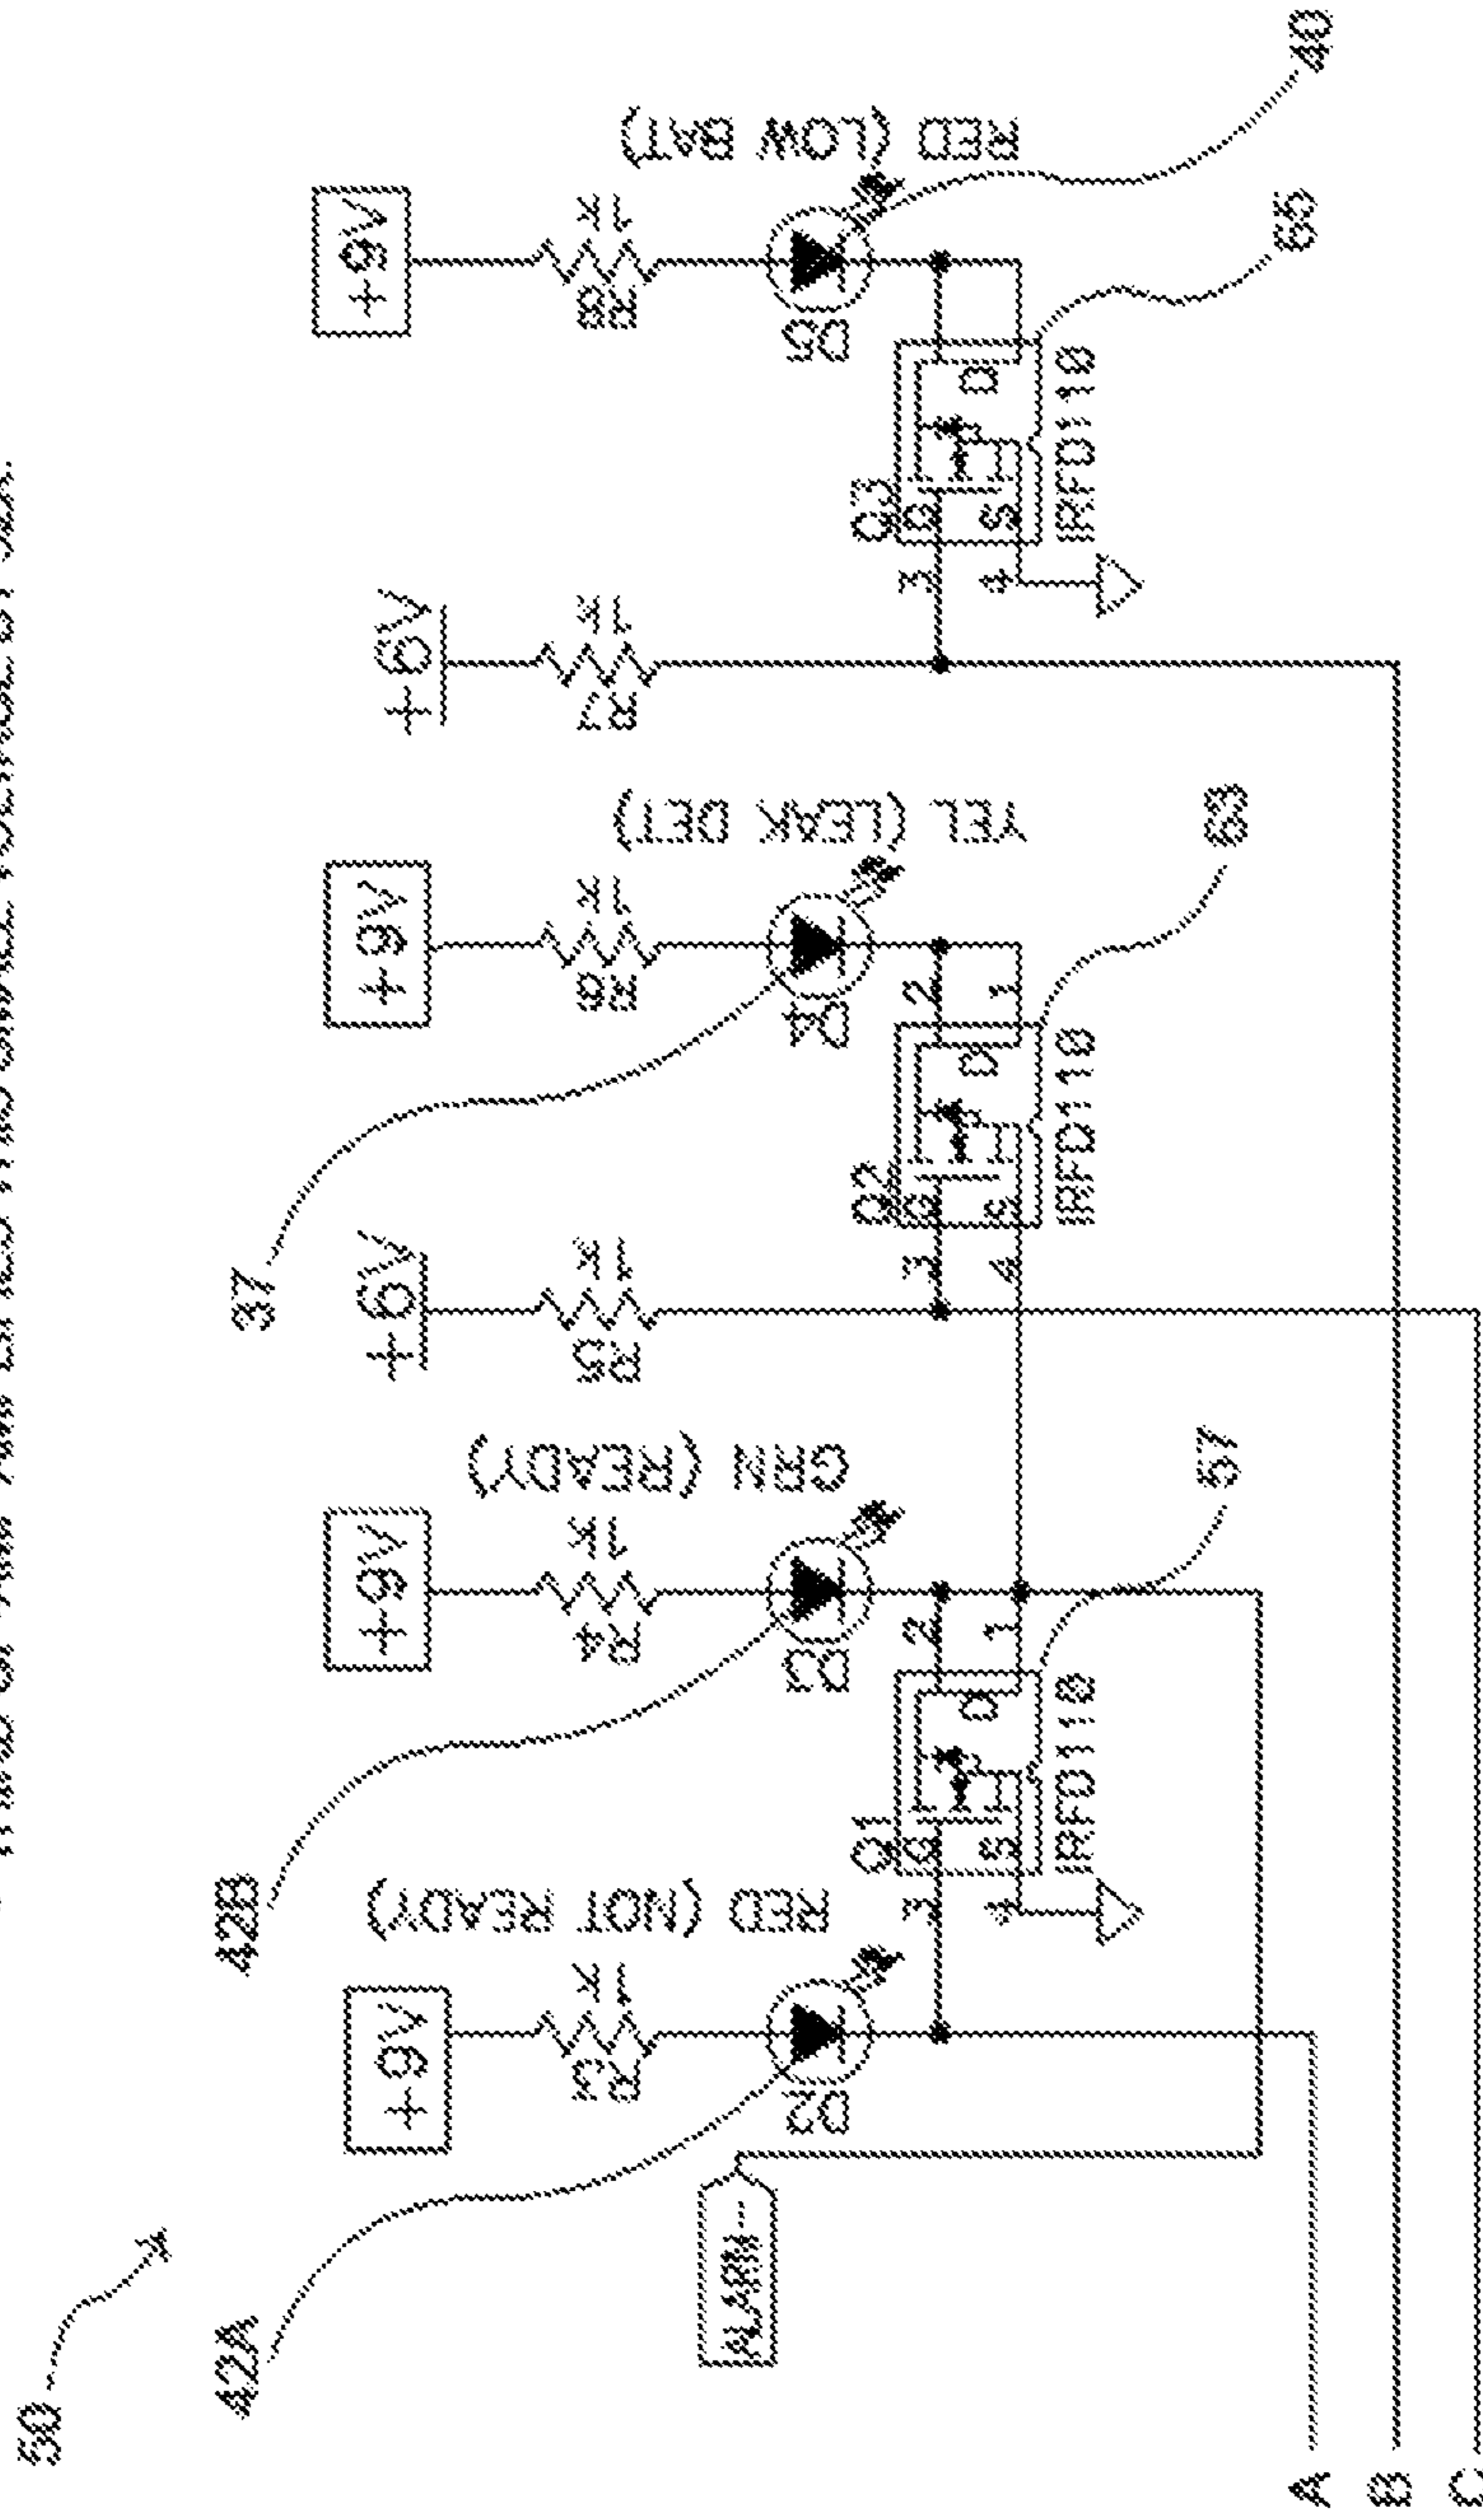 50
42A
42B
37
+9V
+9V
+6V
+9V
+6V
+9V
R3
1K
R4
1K
R5
1K
R6
1K
R7
1K
R8
1K
RED (NOT READY)
GRN (READY)
YEL (LEAK DET)
RED (LOW BAT)
ALARM-
D2
D3
D4
D5
Q1
Q2
Q3
G
D
S
3
4
2
1
G
D
S
3
4
2
1
G
D
S
3
4
IRFD110
IRFD110
IRFD110
40
A
B
C